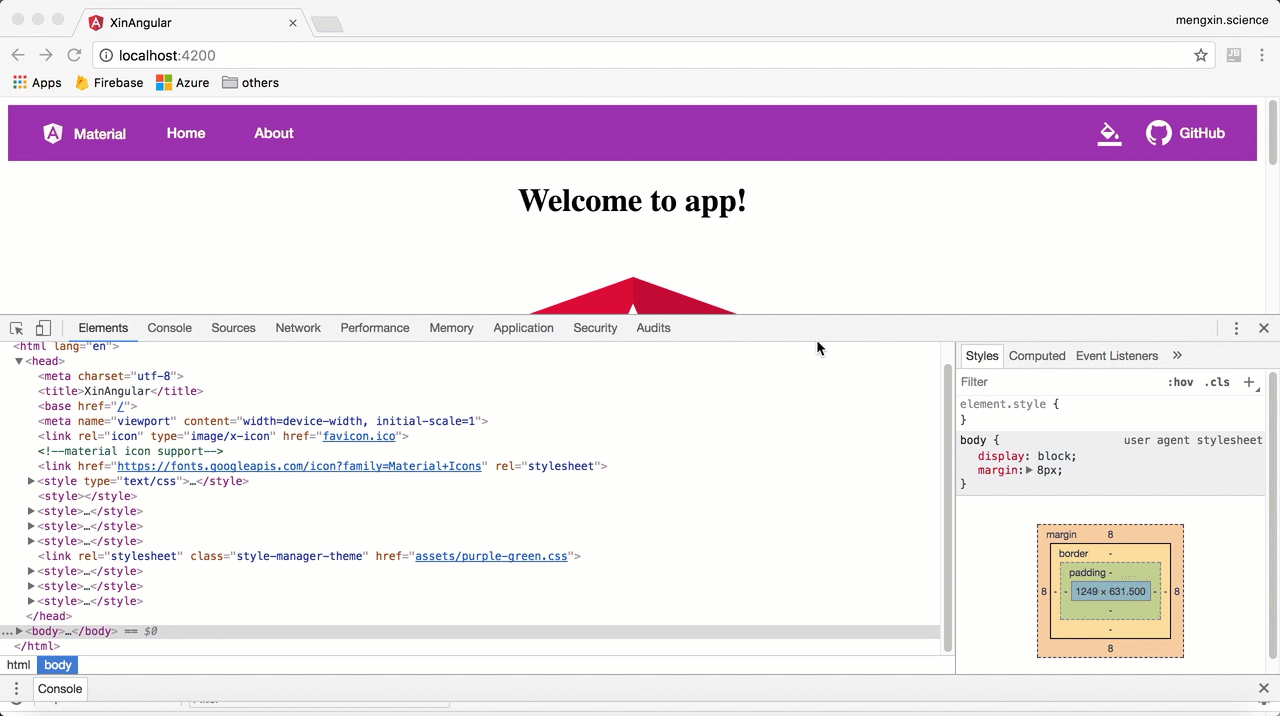 XinAngular
mengxin.science
localhost:4200
Apps Firebase Azure others
Material Home About GitHub
Welcome to app!
Elements Console Sources Network Performance Memory Application Security Audits
<html lang="en">
▼<head>
<meta charset="utf-8">
<title>XinAngular</title>
<base href="/">
<meta name="viewport" content="width=device-width, initial-scale=1">
<link rel="icon" type="image/x-icon" href="favicon.ico">
<!--material icon support-->
<link href="https://fonts.googleapis.com/icon?family=Material+Icons" rel="stylesheet">
▶<style type="text/css">…</style>
<style></style>
▶<style>…</style>
▶<style>…</style>
▶<style>…</style>
<link rel="stylesheet" class="style-manager-theme" href="assets/purple-green.css">
▶<style>…</style>
▶<style>…</style>
▶<style>…</style>
</head>
…▶<body>…</body> == $0
</html>
html body
Console
Styles Computed Event Listeners »
Filter :hov .cls +
element.style {
}
body { user agent stylesheet
display: block;
margin:▶8px;
}
margin 8
border -
padding -
8 - - 1249 × 631.500 - - 8
-
-
8